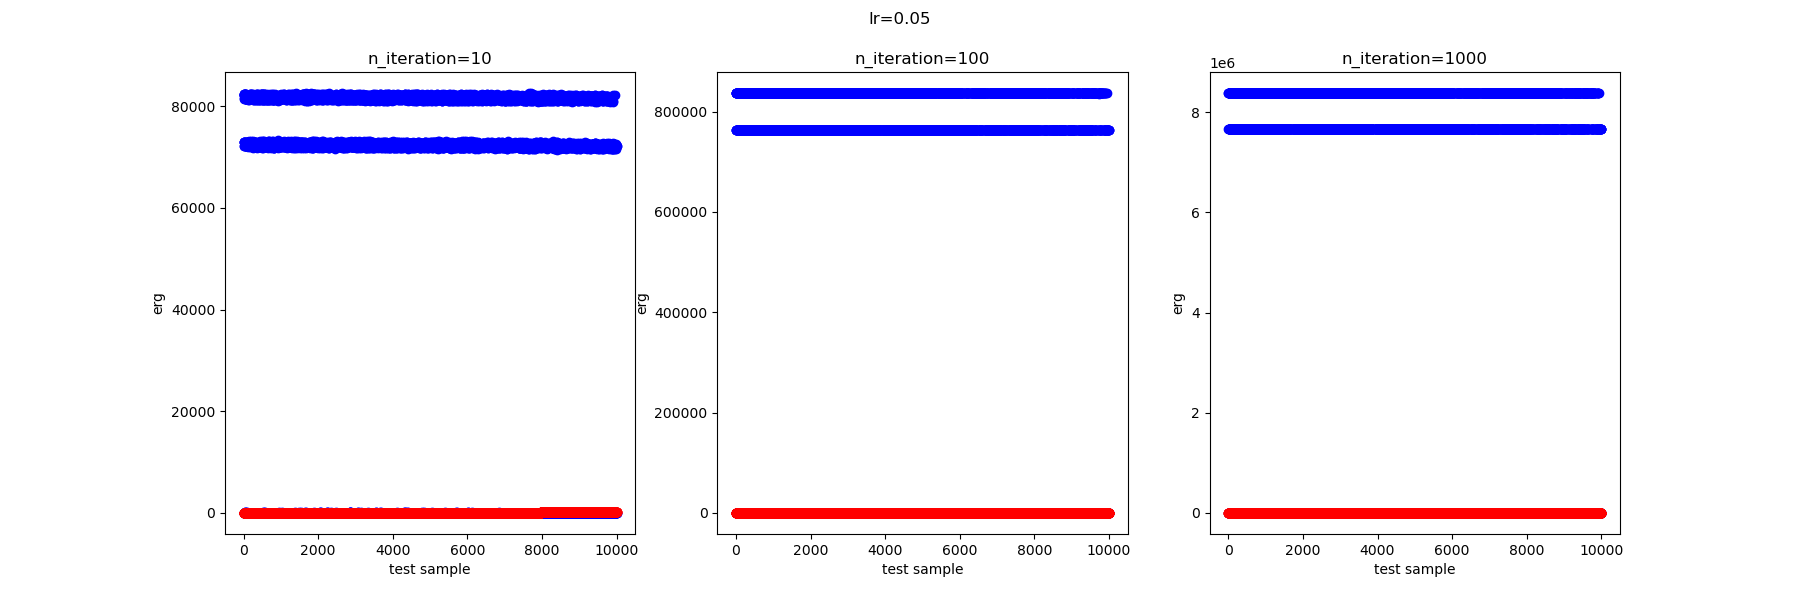 lr=0.05
n_iteration=10
80000
60000
40000
20000
0
erg
0 2000 4000 6000 8000 10000
test sample
n_iteration=100
800000
600000
400000
200000
0
erg
0 2000 4000 6000 8000 10000
test sample
n_iteration=1000
1e6
8
6
4
2
0
erg
0 2000 4000 6000 8000 10000
test sample